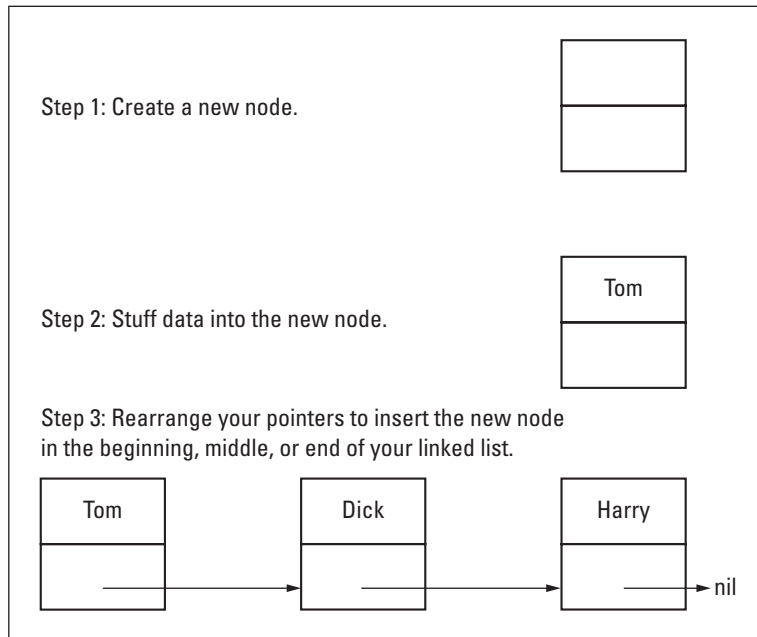 Step 1: Create a new node.
Tom
Step 2: Stuff data into the new node.
Step 3: Rearrange your pointers to insert the new node
in the beginning, middle, or end of your linked list.
Tom Dick Harry
nil